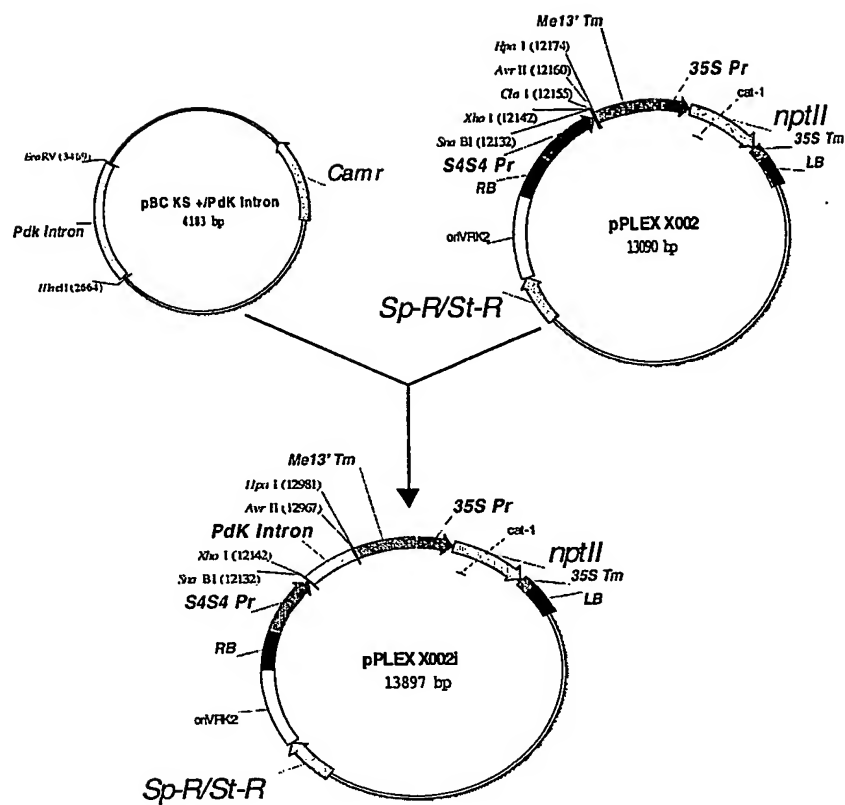 Me13' Tm
Hpa I (12174)
Avr II (12160)
Cla I (12155)
Xho I (12142)
Sna BI (12132)
S4S4 Pr
RB
35S Pr
cat-1
nptII
35S Tm
LB
pPLEX X002
13090 bp
oriVRK2
Sp-R/St-R
Camr
pBC KS +/PdK Intron
4183 bp
Pdk Intron
Me13' Tm
Hpa I (12981)
Avr II (12967)
PdK Intron
Xho I (12142)
Sna BI (12132)
S4S4 Pr
RB
35S Pr
cat-1
nptII
35S Tm
LB
pPLEX X002i
13897 bp
oriVRK2
Sp-R/St-R